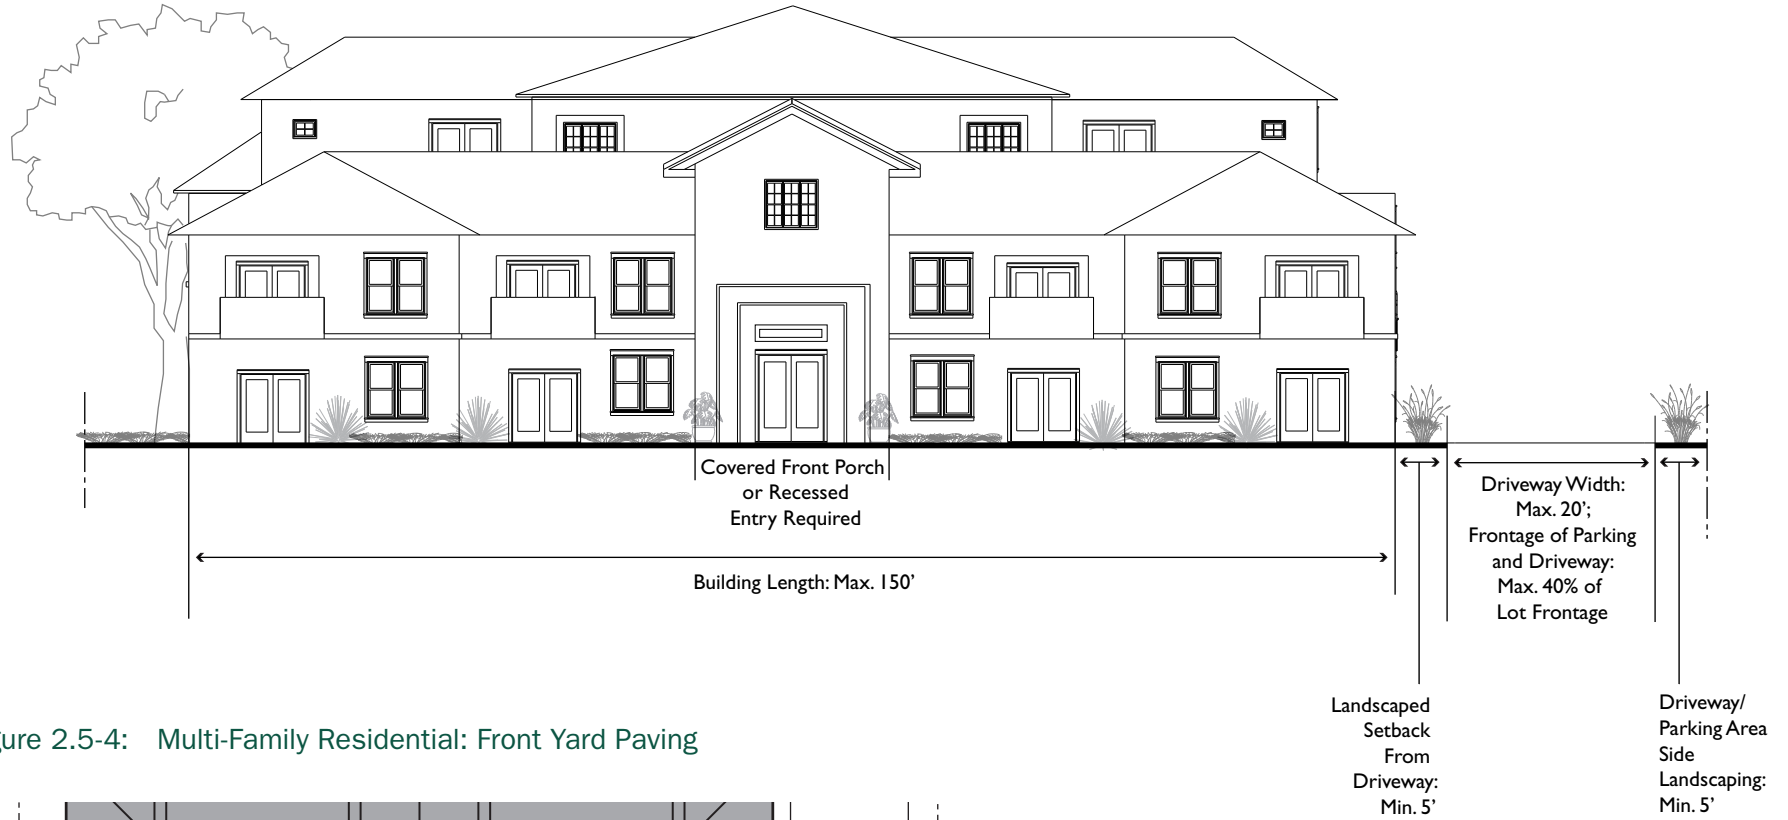 Covered Front Porch
or Recessed
Entry Required
Building Length: Max. 150’
Driveway Width:
Max. 20’;
Frontage of Parking
and Driveway:
Max. 40% of
Lot Frontage
Landscaped
Setback
From
Driveway:
Min. 5’
Driveway/
Parking Area
Side
Landscaping:
Min. 5’
gure 2.5-4: Multi-Family Residential: Front Yard Paving